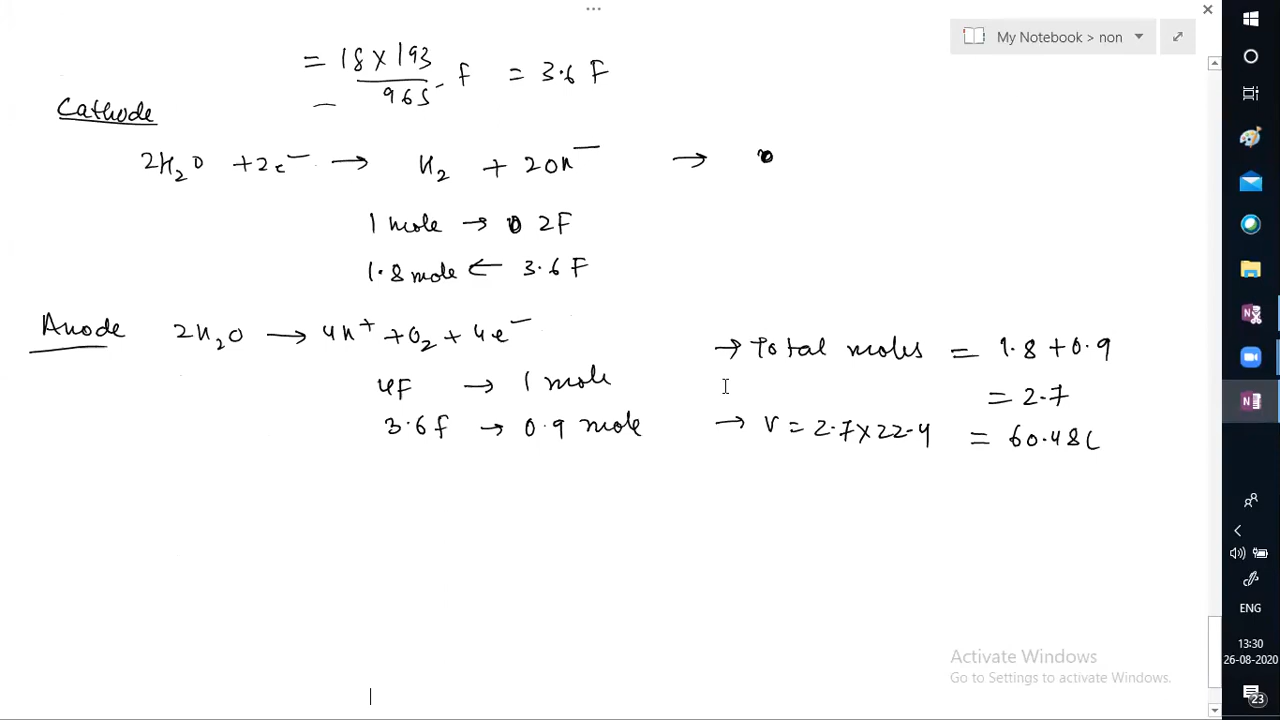 ...
My Notebook > non
= 18 × 193 / 965 F = 3.6 F
Cathode
2H₂O + 2e⁻ → H₂ + 2OH⁻ →
1 mole → 2F
1.8 mole ← 3.6 F
Anode 2H₂O → 4H⁺ + O₂ + 4e⁻
4F → 1 mole
3.6F → 0.9 mole
→ Total moles = 1.8 + 0.9
= 2.7
→ V = 2.7 × 22.4 = 60.48 L
Activate Windows
Go to Settings to activate Windows.
ENG
13:30
26-08-2020
23